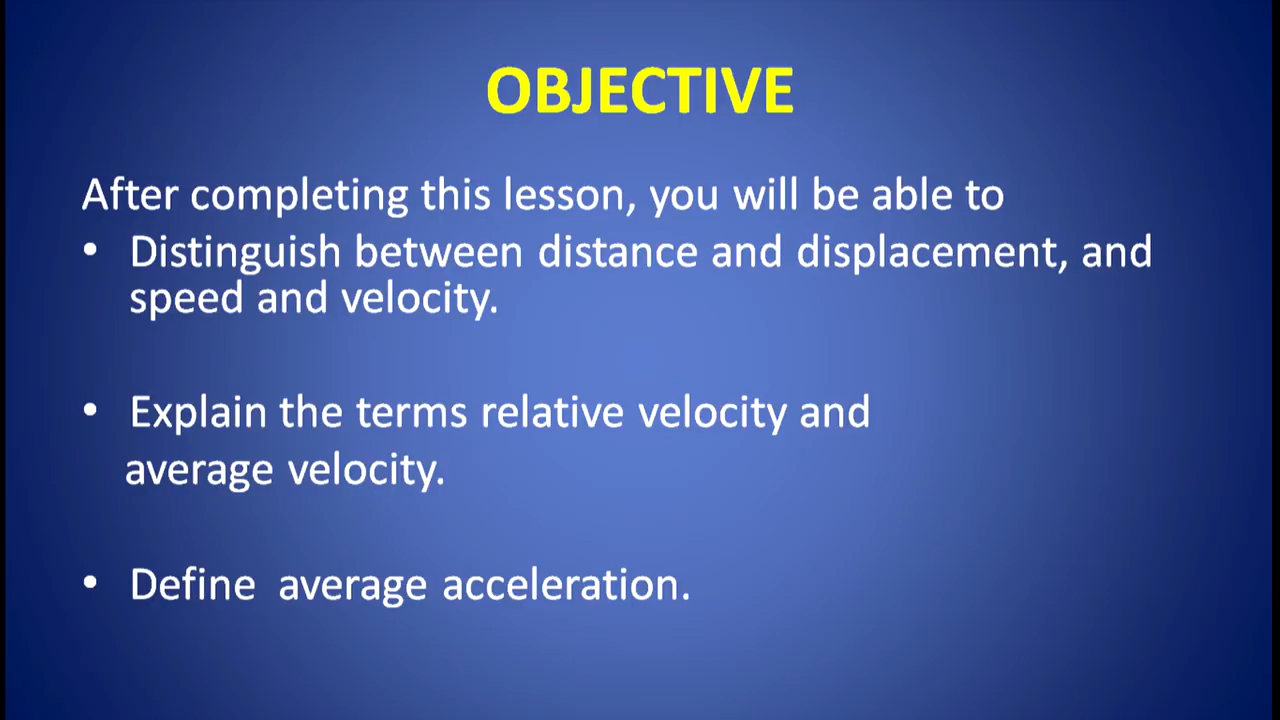 OBJECTIVE
After completing this lesson, you will be able to
• Distinguish between distance and displacement, and
speed and velocity.
• Explain the terms relative velocity and
average velocity.
• Define average acceleration.